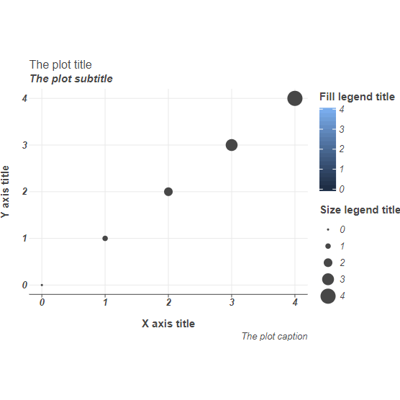 The plot title
The plot subtitle
Y axis title
4
3
2
1
0
0 1 2 3 4
X axis title
The plot caption
Fill legend title
4
3
2
1
0
Size legend title
0
1
2
3
4